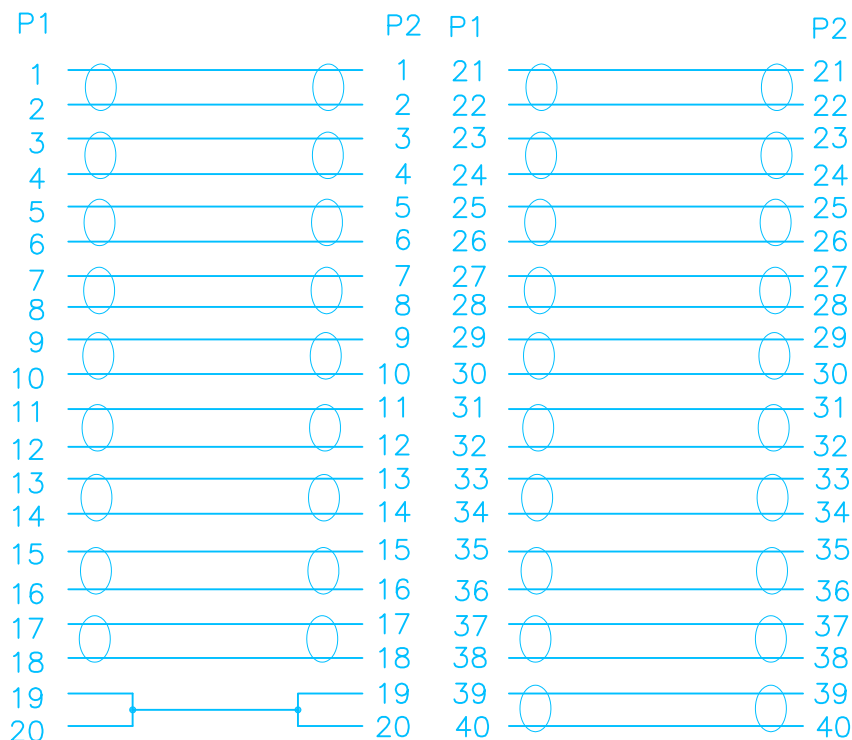 P1 P2 P1 P2
1 1 21 21
2 2 22 22
3 3 23 23
4 4 24 24
5 5 25 25
6 6 26 26
7 7 27 27
8 8 28 28
9 9 29 29
10 10 30 30
11 11 31 31
12 12 32 32
13 13 33 33
14 14 34 34
15 15 35 35
16 16 36 36
17 17 37 37
18 18 38 38
19 19 39 39
20 20 40 40